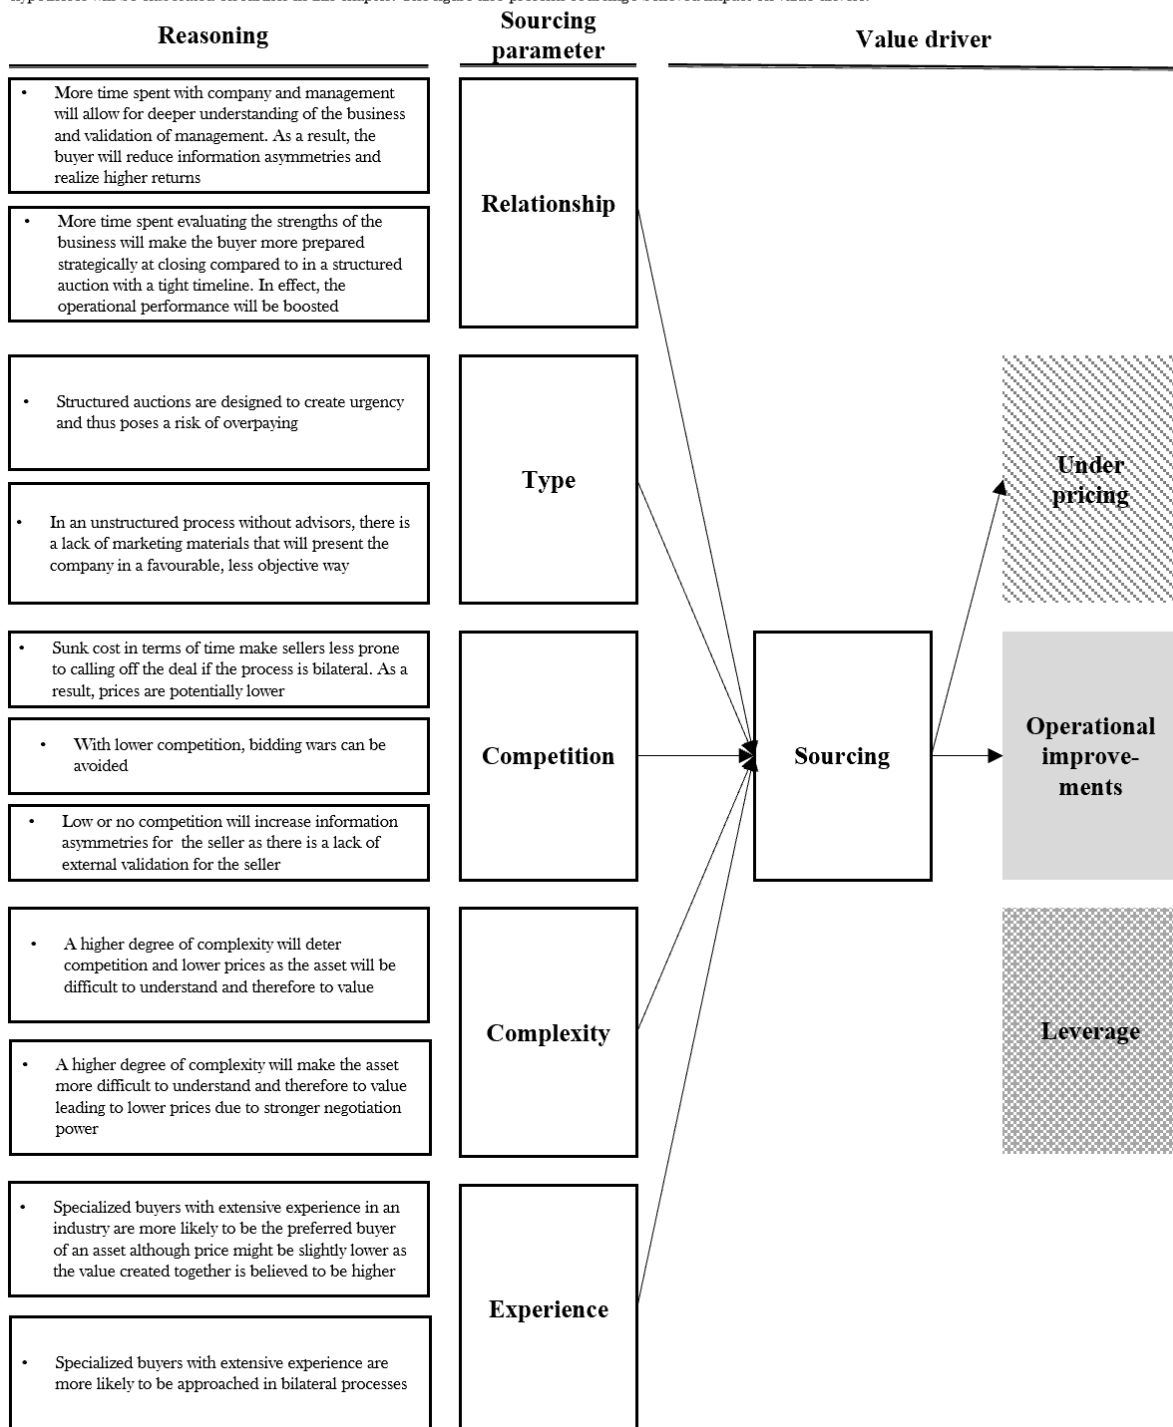 Reasoning
Sourcing
parameter
Value driver
• More time spent with company and management
will allow for deeper understanding of the business
and validation of management. As a result, the
buyer will reduce information asymmetries and
realize higher returns
• More time spent evaluating the strengths of the
business will make the buyer more prepared
strategically at closing compared to in a structured
auction with a tight timeline. In effect, the
operational performance will be boosted
Relationship
• Structured auctions are designed to create urgency
and thus poses a risk of overpaying
• In an unstructured process without advisors, there is
a lack of marketing materials that will present the
company in a favourable, less objective way
Type
Under
pricing
• Sunk cost in terms of time make sellers less prone
to calling off the deal if the process is bilateral. As a
result, prices are potentially lower
• With lower competition, bidding wars can be
avoided
• Low or no competition will increase information
asymmetries for the seller as there is a lack of
external validation for the seller
Competition
Sourcing
Operational
improve-
ments
• A higher degree of complexity will deter
competition and lower prices as the asset will be
difficult to understand and therefore to value
• A higher degree of complexity will make the asset
more difficult to understand and therefore to value
leading to lower prices due to stronger negotiation
power
Complexity
Leverage
• Specialized buyers with extensive experience in an
industry are more likely to be the preferred buyer
of an asset although price might be slightly lower as
the value created together is believed to be higher
• Specialized buyers with extensive experience are
more likely to be approached in bilateral processes
Experience